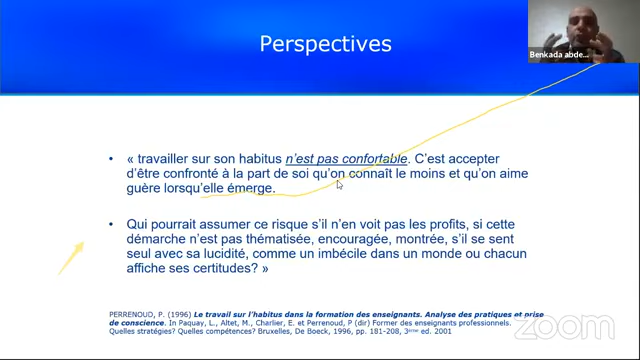 Perspectives
Benkada abde...
• « travailler sur son habitus n'est pas confortable. C'est accepter
d'être confronté à la part de soi qu'on connaît le moins et qu'on aime
guère lorsqu'elle émerge.
• Qui pourrait assumer ce risque s'il n'en voit pas les profits, si cette
démarche n'est pas thématisée, encouragée, montrée, s'il se sent
seul avec sa lucidité, comme un imbécile dans un monde ou chacun
affiche ses certitudes? »
PERRENOUD, P. (1996) Le travail sur l'habitus dans la formation des enseignants. Analyse des pratiques et prise
de conscience. In Paquay, L., Altet, M., Charlier, E. et Perrenoud, P (dir) Former des enseignants professionnels.
Quelles stratégies? Quelles compétences? Bruxelles, De Boeck, 1996, pp. 181-208, 3ème ed. 2001
zoom